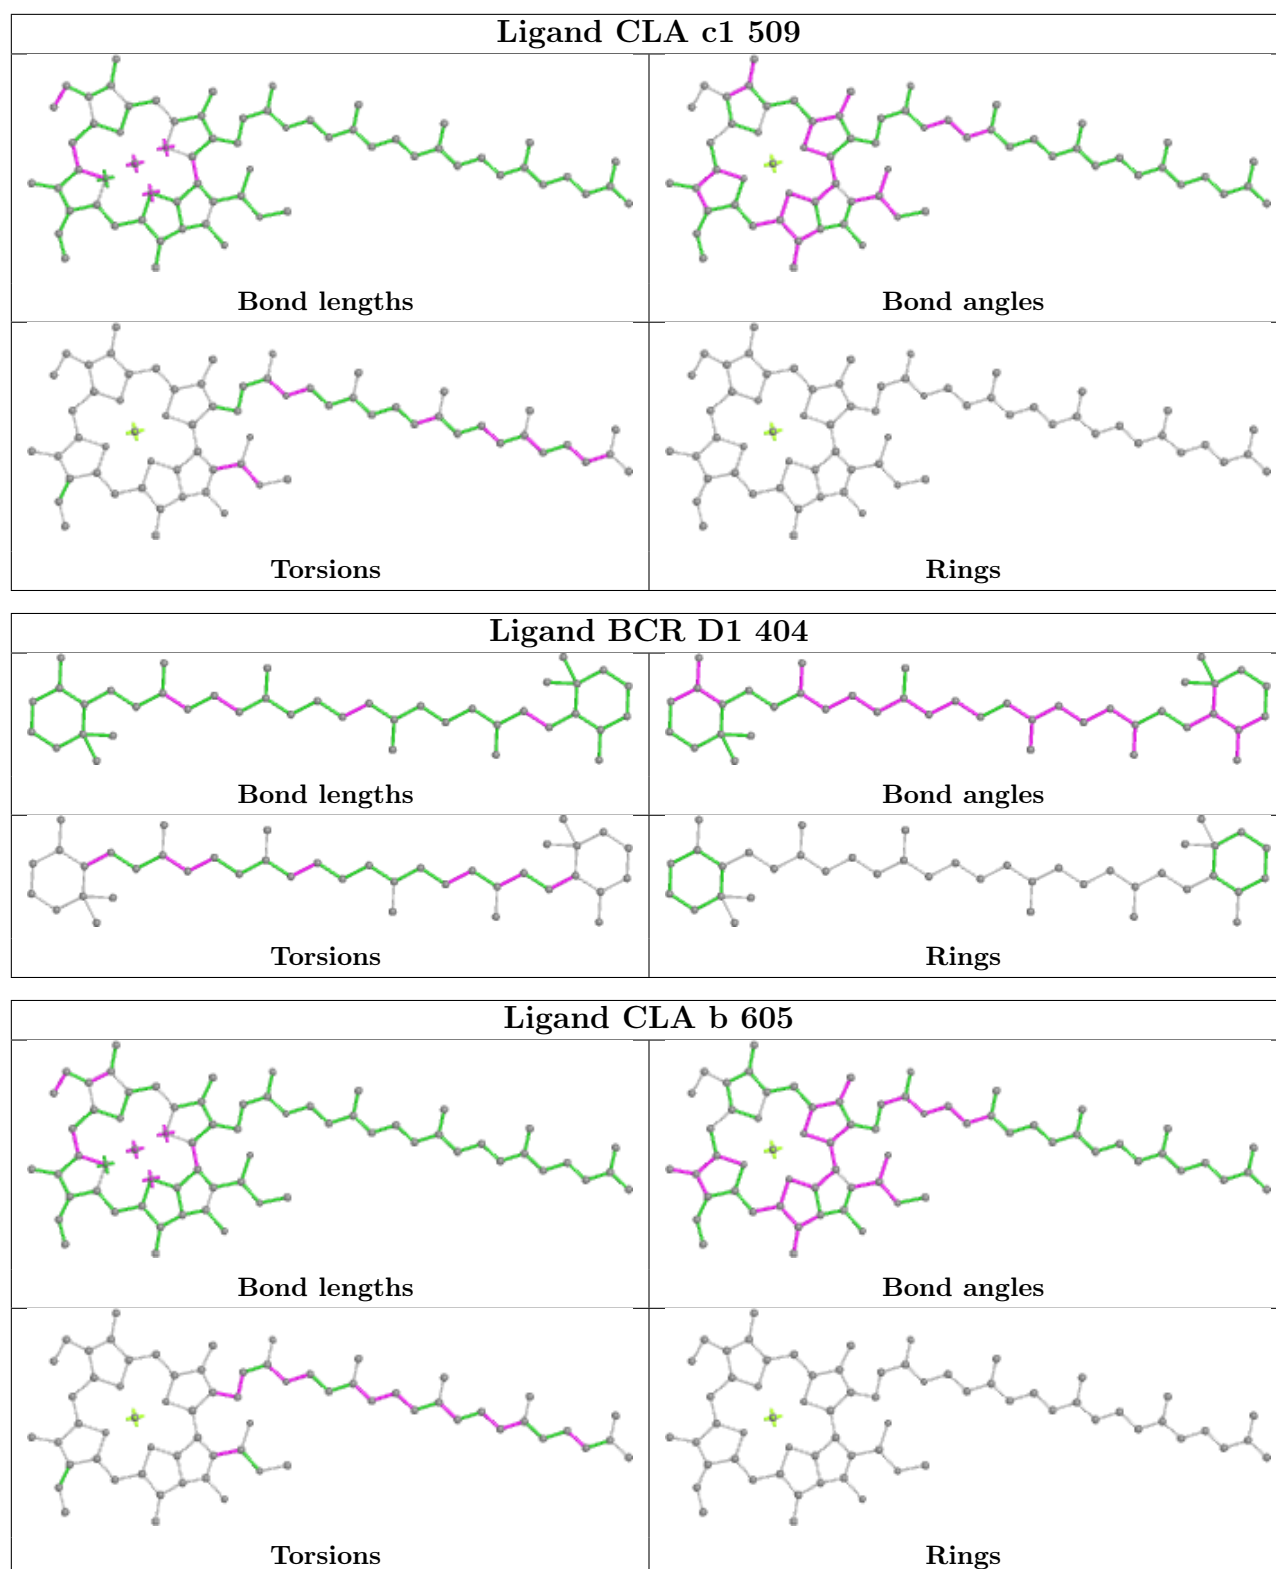 Ligand CLA c1 509
Bond lengths
Bond angles
Torsions
Rings
Ligand BCR D1 404
Bond lengths
Bond angles
Torsions
Rings
Ligand CLA b 605
Bond lengths
Bond angles
Torsions
Rings